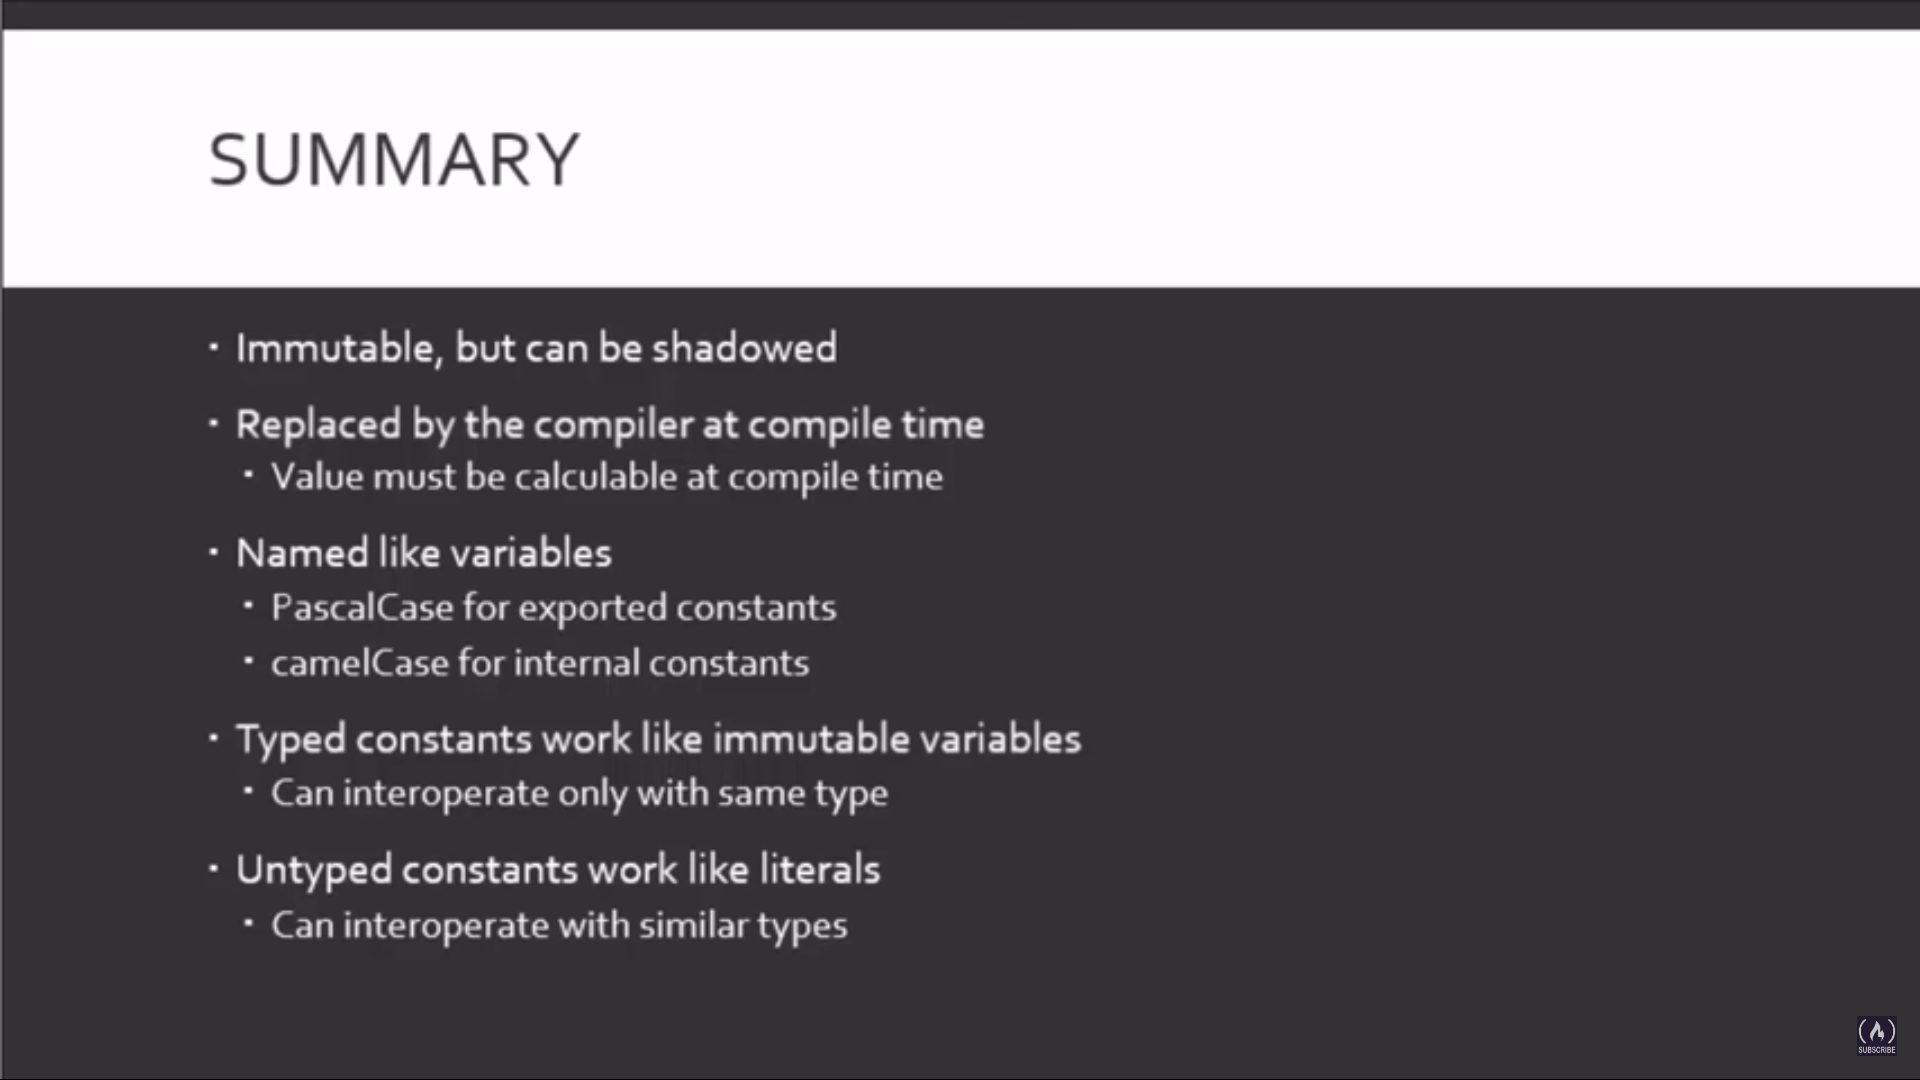 SUMMARY
▪ Immutable, but can be shadowed
▪ Replaced by the compiler at compile time
▪ Value must be calculable at compile time
▪ Named like variables
▪ PascalCase for exported constants
▪ camelCase for internal constants
▪ Typed constants work like immutable variables
▪ Can interoperate only with same type
▪ Untyped constants work like literals
▪ Can interoperate with similar types
SUBSCRIBE